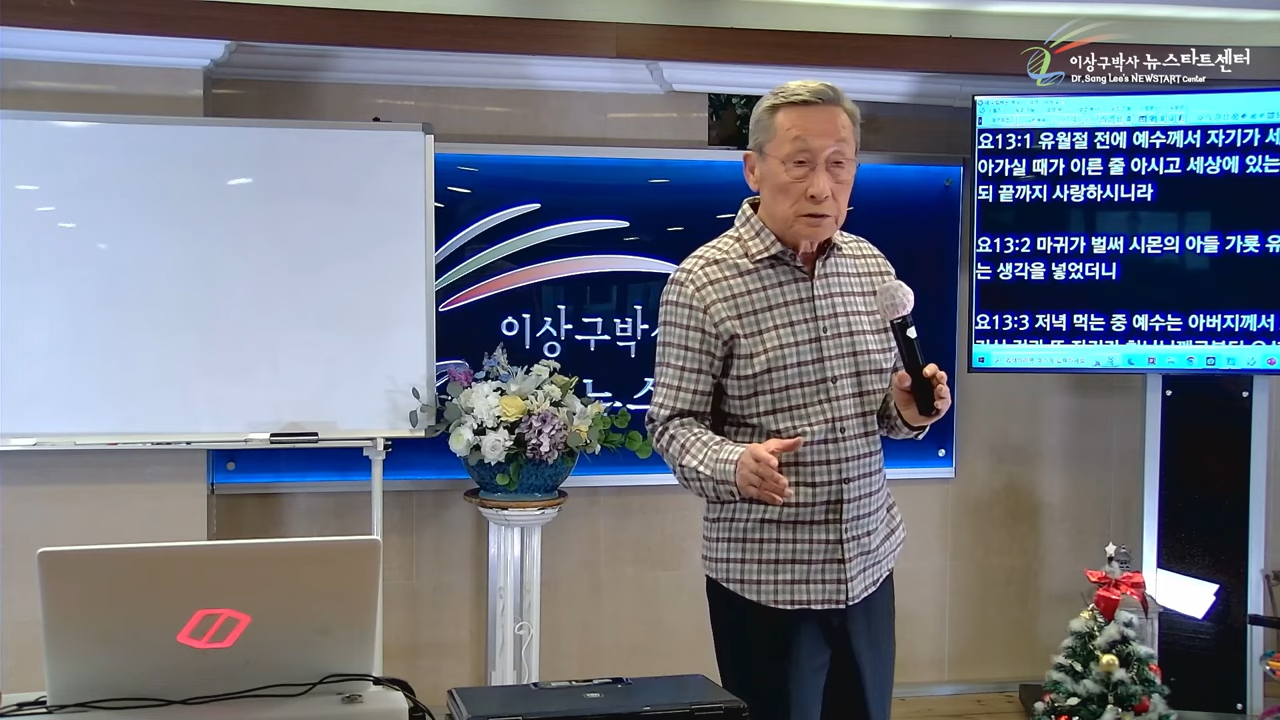 이상구박사 뉴스타트센터
Dr. Sang Lee's NEWSTART Center
요13:1 유월절 전에 예수께서 자기가 세
아가실 때가 이른 줄 아시고 세상에 있는
되 끝까지 사랑하시니라
요13:2 마귀가 벌써 시몬의 아들 가룟 유
는 생각을 넣었더니
요13:3 저녁 먹는 중 예수는 아버지께서
이상구박사
뉴스